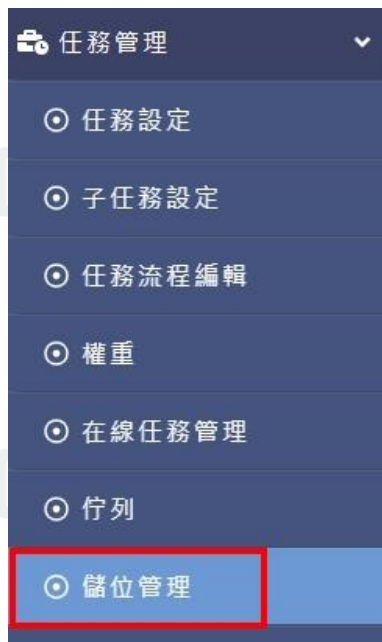 任務管理
任務設定
子任務設定
任務流程編輯
權重
在線任務管理
佇列
儲位管理